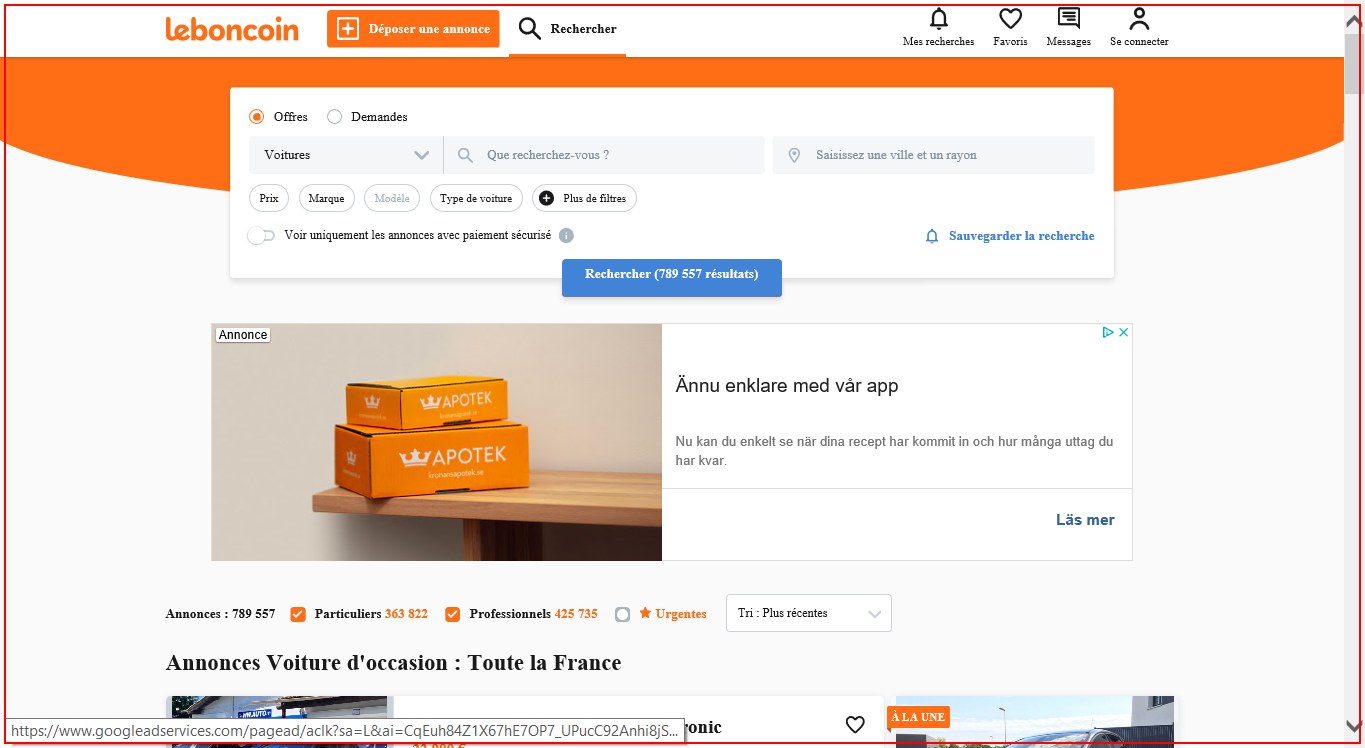 leboncoin
Déposer une annonce
Rechercher
Mes recherches
Favoris
Messages
Se connecter
Offres
Demandes
Voitures
Que recherchez-vous ?
Saisissez une ville et un rayon
Prix
Marque
Modèle
Type de voiture
Plus de filtres
Voir uniquement les annonces avec paiement sécurisé
Sauvegarder la recherche
Rechercher (789 557 résultats)
Annonce
APOTEK
APOTEK
kronansapotek.se
Ännu enklare med vår app
Nu kan du enkelt se när dina recept har kommit in och hur många uttag du
har kvar.
Läs mer
Annonces : 789 557
Particuliers 363 822
Professionnels 425 735
Urgentes
Tri : Plus récentes
Annonces Voiture d'occasion : Toute la France
À LA UNE
https://www.googleadservices.com/pagead/aclk?sa=L&ai=CqEuh84Z1X67hE7OP7_UPucC92Anhi8jS...